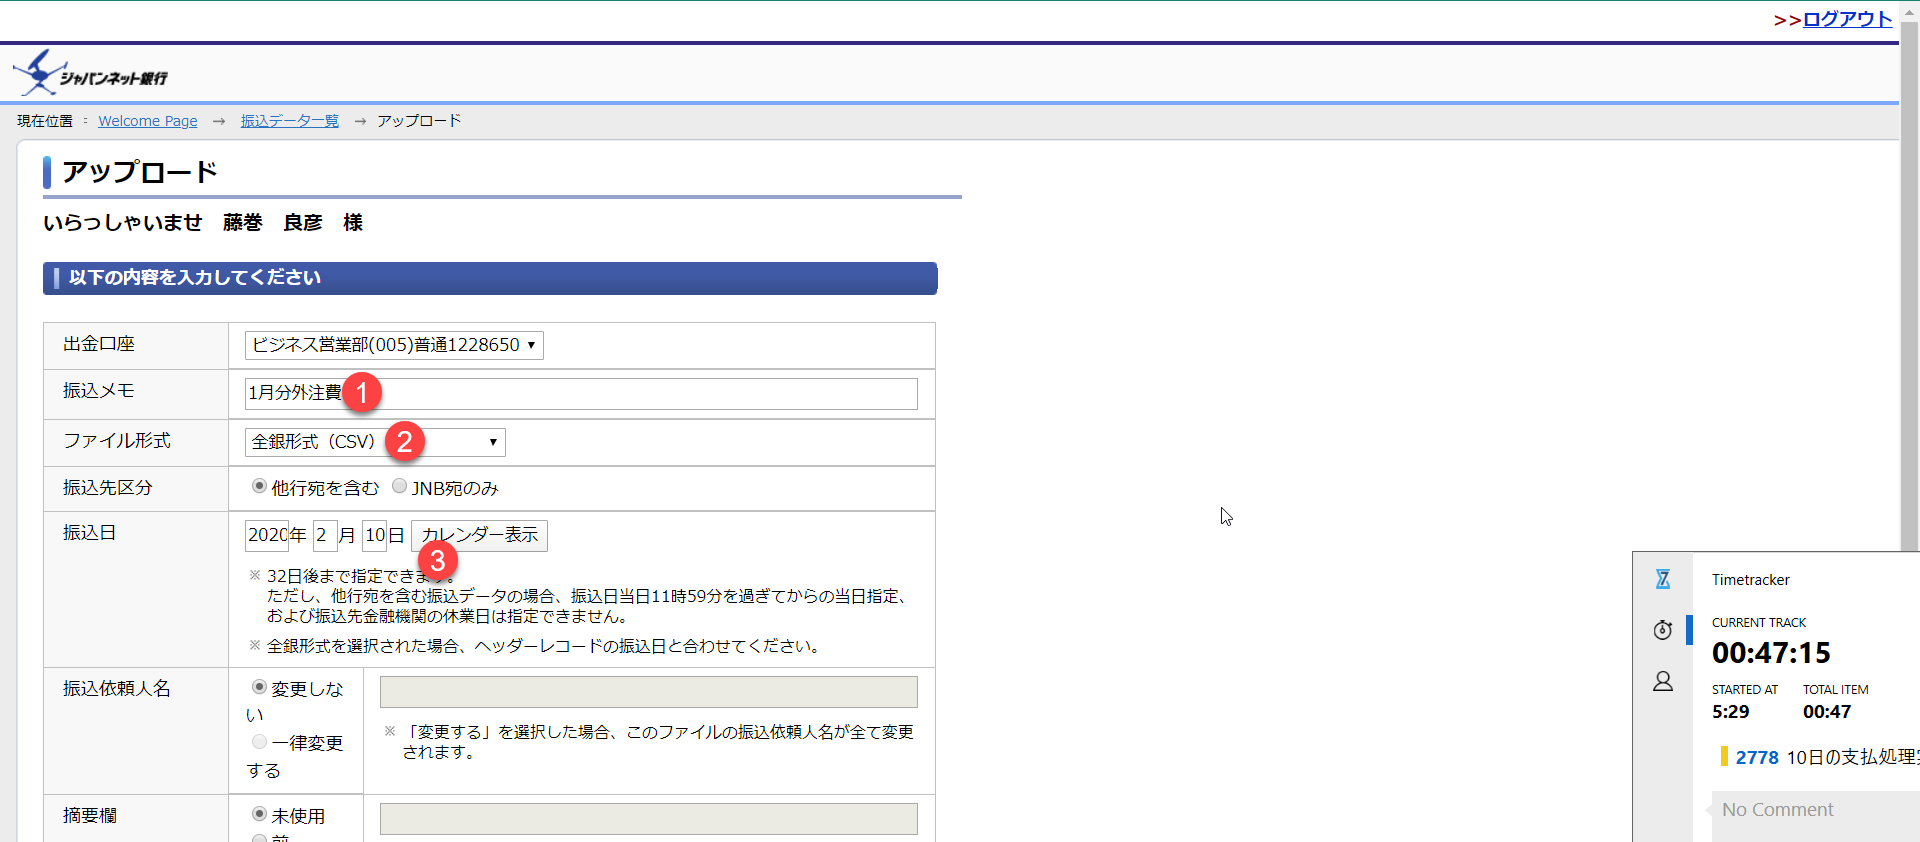 >>ログアウト
ジャパンネット銀行
現在位置 : Welcome Page → 振込データ一覧 → アップロード
アップロード
いらっしゃいませ 藤巻 良彦 様
以下の内容を入力してください
出金口座 ビジネス営業部(005)普通1228650
振込メモ 1月分外注費 1
ファイル形式 全銀形式（CSV） 2
振込先区分 他行宛を含む JNB宛のみ
振込日 2020年 2月 10日 カレンダー表示
3
※ 32日後まで指定できます。
ただし、他行宛を含む振込データの場合、振込日当日11時59分を過ぎてからの当日指定、
および振込先金融機関の休業日は指定できません。
※ 全銀形式を選択された場合、ヘッダーレコードの振込日と合わせてください。
振込依頼人名 変更しな
い
一律変更
する
※ 「変更する」を選択した場合、このファイルの振込依頼人名が全て変更
されます。
摘要欄 未使用
Timetracker
CURRENT TRACK
00:47:15
STARTED AT TOTAL ITEM
5:29 00:47
2778 10日の支払処理
No Comment